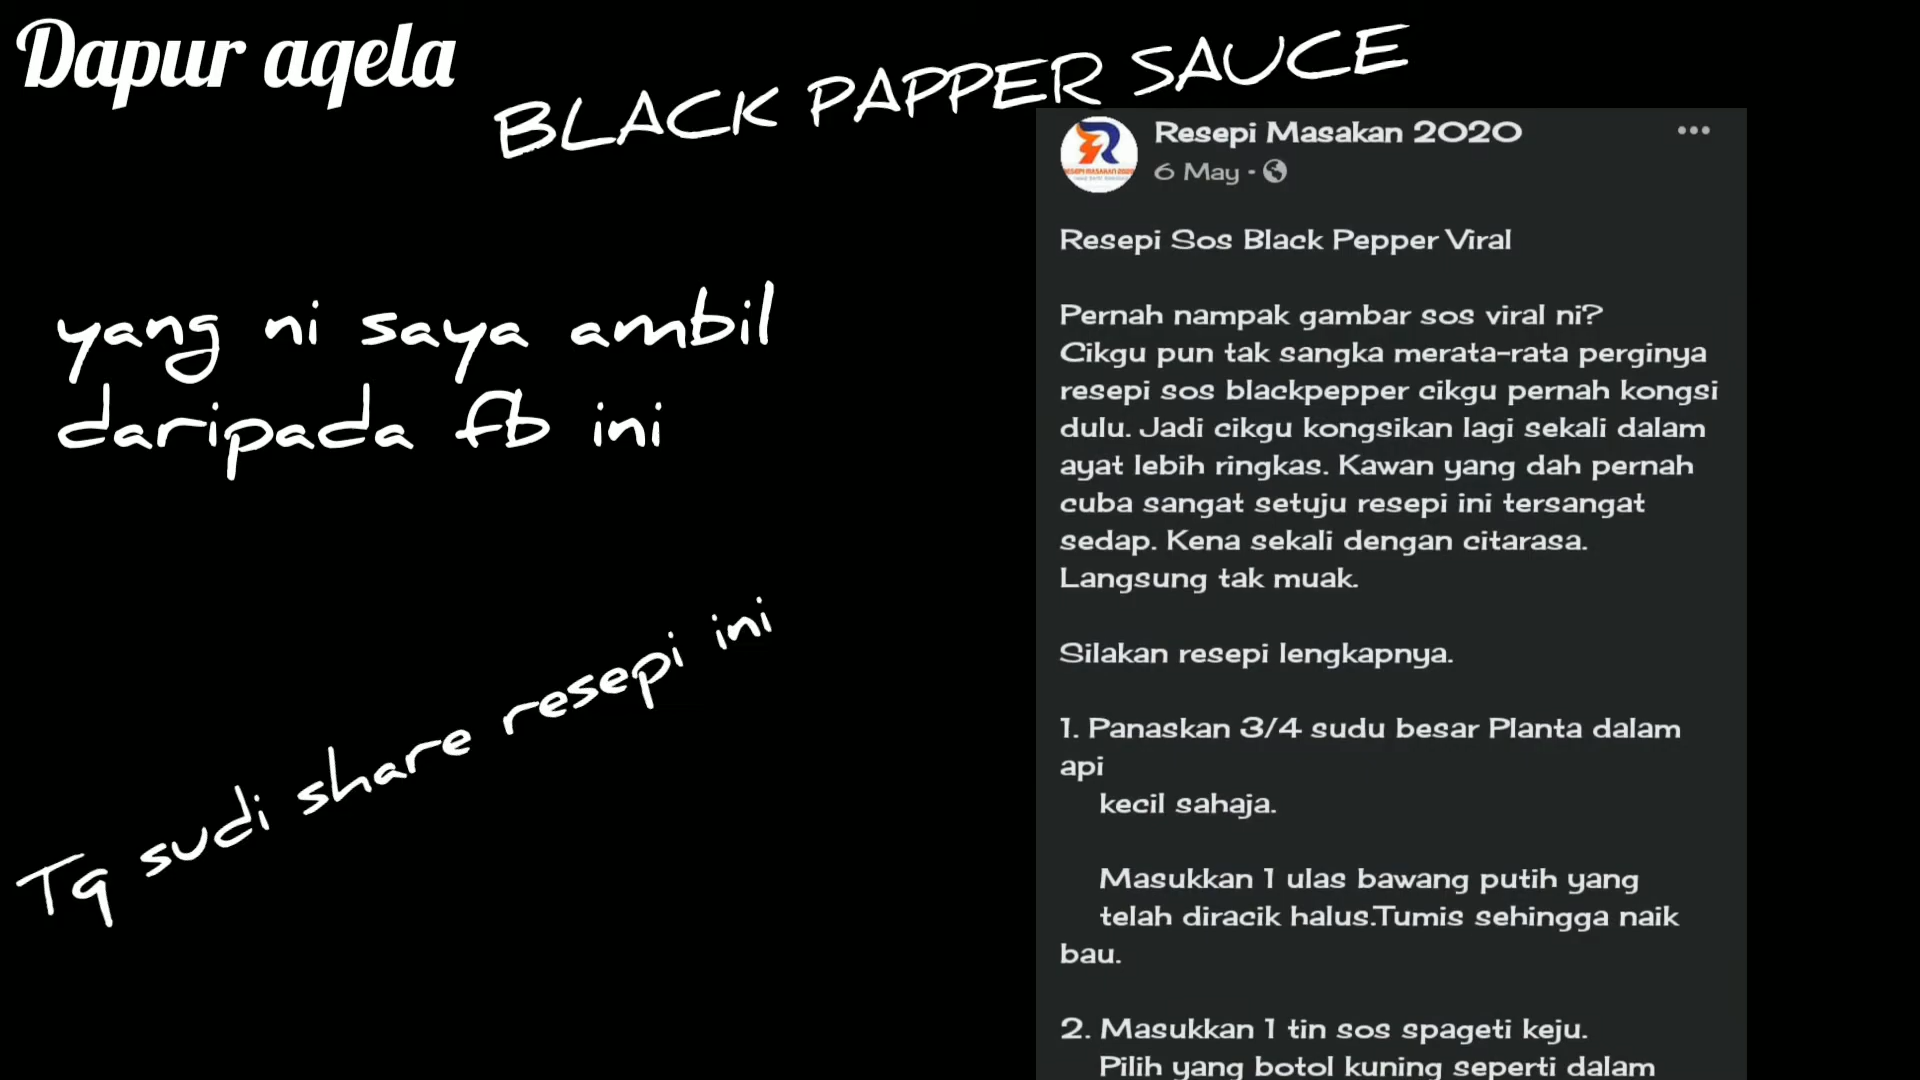 Dapur aqela
BLACK PAPPER SAUCE
yang ni saya ambil
daripada fb ini
Tq sudi share resepi ini
Resepi Masakan 2020
6 May
Resepi Sos Black Pepper Viral
Pernah nampak gambar sos viral ni?
Cikgu pun tak sangka merata-rata perginya
resepi sos blackpepper cikgu pernah kongsi
dulu. Jadi cikgu kongsikan lagi sekali dalam
ayat lebih ringkas. Kawan yang dah pernah
cuba sangat setuju resepi ini tersangat
sedap. Kena sekali dengan citarasa.
Langsung tak muak.
Silakan resepi lengkapnya.
1. Panaskan 3/4 sudu besar Planta dalam
api
kecil sahaja.
Masukkan 1 ulas bawang putih yang
telah diracik halus.Tumis sehingga naik
bau.
2. Masukkan 1 tin sos spageti keju.
Pilih yang botol kuning seperti dalam